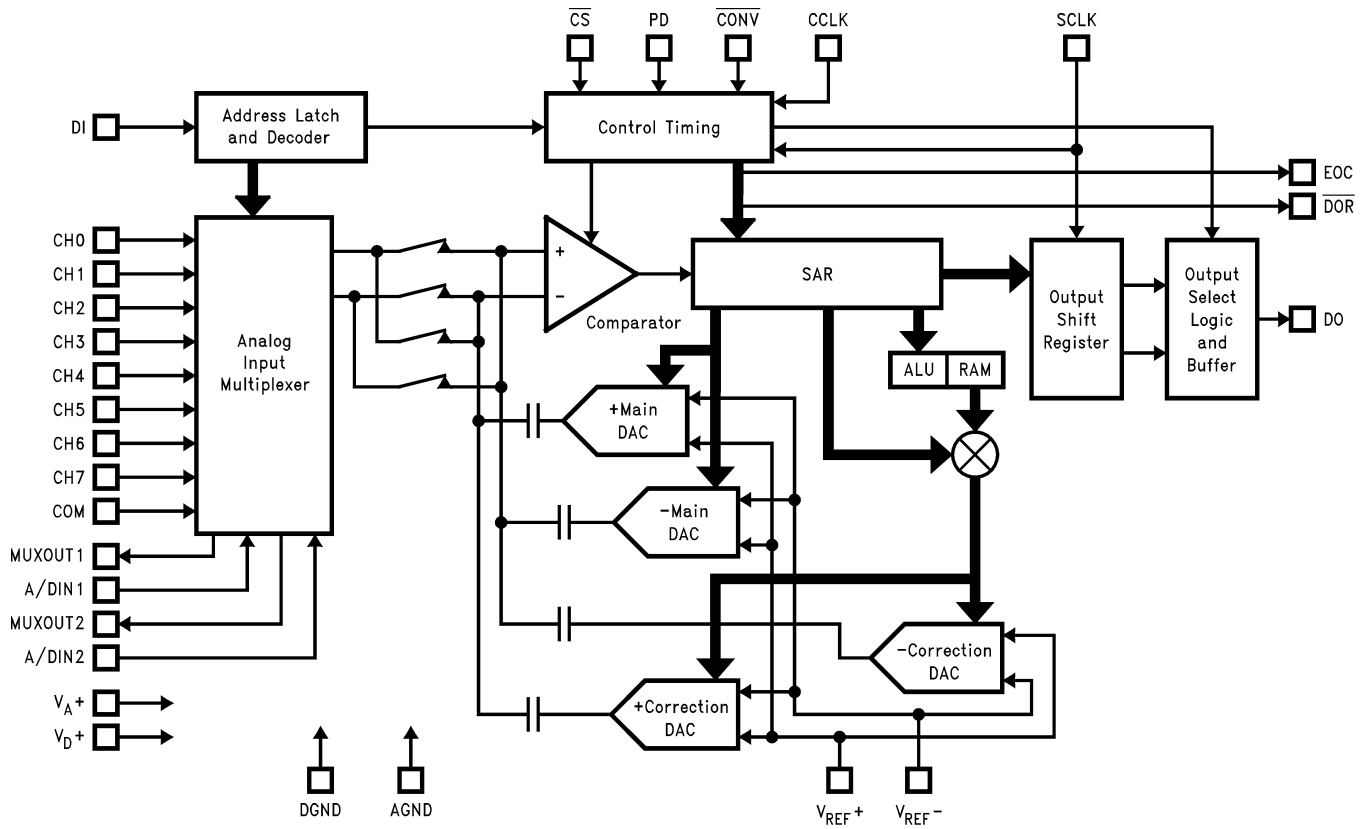 CS
PD
CONV
CCLK
SCLK
DI
Address Latch
and Decoder
Control Timing
EOC
DOR
CH0
CH1
CH2
CH3
CH4
CH5
CH6
CH7
COM
MUXOUT1
A/DIN1
MUXOUT2
A/DIN2
VA+
VD+
Analog
Input
Multiplexer
+
−
Comparator
SAR
ALU
RAM
Output
Shift
Register
Output
Select
Logic
and
Buffer
DO
+Main
DAC
−Main
DAC
−Correction
DAC
+Correction
DAC
DGND
AGND
VREF+
VREF−